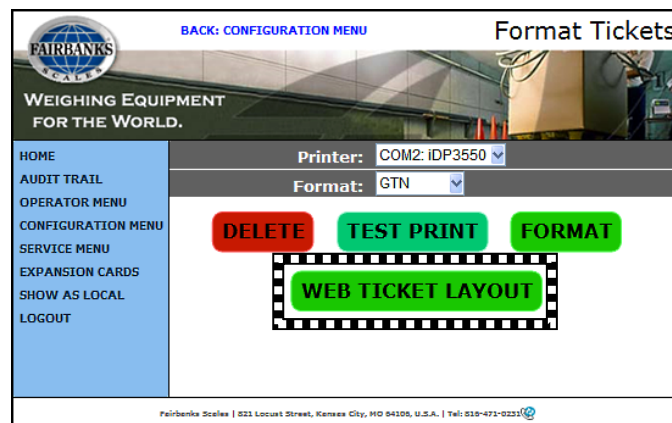 BACK: CONFIGURATION MENU
Format Tickets
FAIRBANKS
SCALES
WEIGHING EQUIPMENT
FOR THE WORLD.
HOME
AUDIT TRAIL
OPERATOR MENU
CONFIGURATION MENU
SERVICE MENU
EXPANSION CARDS
SHOW AS LOCAL
LOGOUT
Printer: COM2: iDP3550
Format: GTN
DELETE TEST PRINT FORMAT
WEB TICKET LAYOUT
Fairbanks Scales | 821 Locust Street, Kansas City, MO 64106, U.S.A. | Tel: 816-471-0231